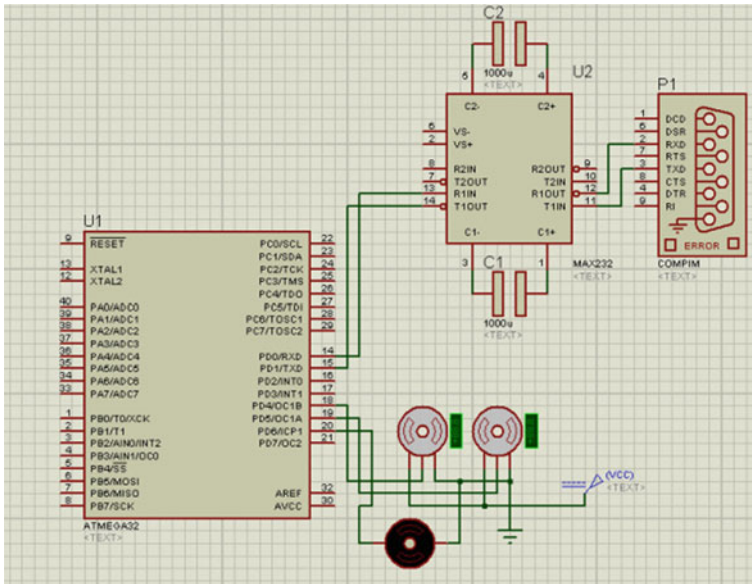 C2
1000u
<TEXT>
U2
5
4
C2-
C2+
6
VS-
2
VS+
8
R2IN
R2OUT
9
7
T2OUT
T2IN
10
13
R1IN
R1OUT
12
14
T1OUT
T1IN
11
C1-
C1+
3
1
MAX232
<TEXT>
C1
1000u
<TEXT>
P1
1
DCD
6
DSR
2
RXD
7
RTS
3
TXD
8
CTS
4
DTR
9
RI
ERROR
COMPIM
<TEXT>
U1
9
RESET
PC0/SCL
22
PC1/SDA
23
13
XTAL1
PC2/TCK
24
12
XTAL2
PC3/TMS
25
PC4/TDO
26
40
PA0/ADC0
PC5/TDI
27
39
PA1/ADC1
PC6/TOSC1
28
38
PA2/ADC2
PC7/TOSC2
29
37
PA3/ADC3
36
PA4/ADC4
PD0/RXD
14
35
PA5/ADC5
PD1/TXD
15
34
PA6/ADC6
PD2/INT0
16
33
PA7/ADC7
PD3/INT1
17
PD4/OC1B
18
1
PB0/T0/XCK
PD5/OC1A
19
2
PB1/T1
PD6/ICP1
20
3
PB2/AIN0/INT2
PD7/OC2
21
4
PB3/AIN1/OC0
5
PB4/SS
6
PB5/MOSI
7
PB6/MISO
AREF
32
8
PB7/SCK
AVCC
30
ATMEGA32
<TEXT>
(VCC)
<TEXT>